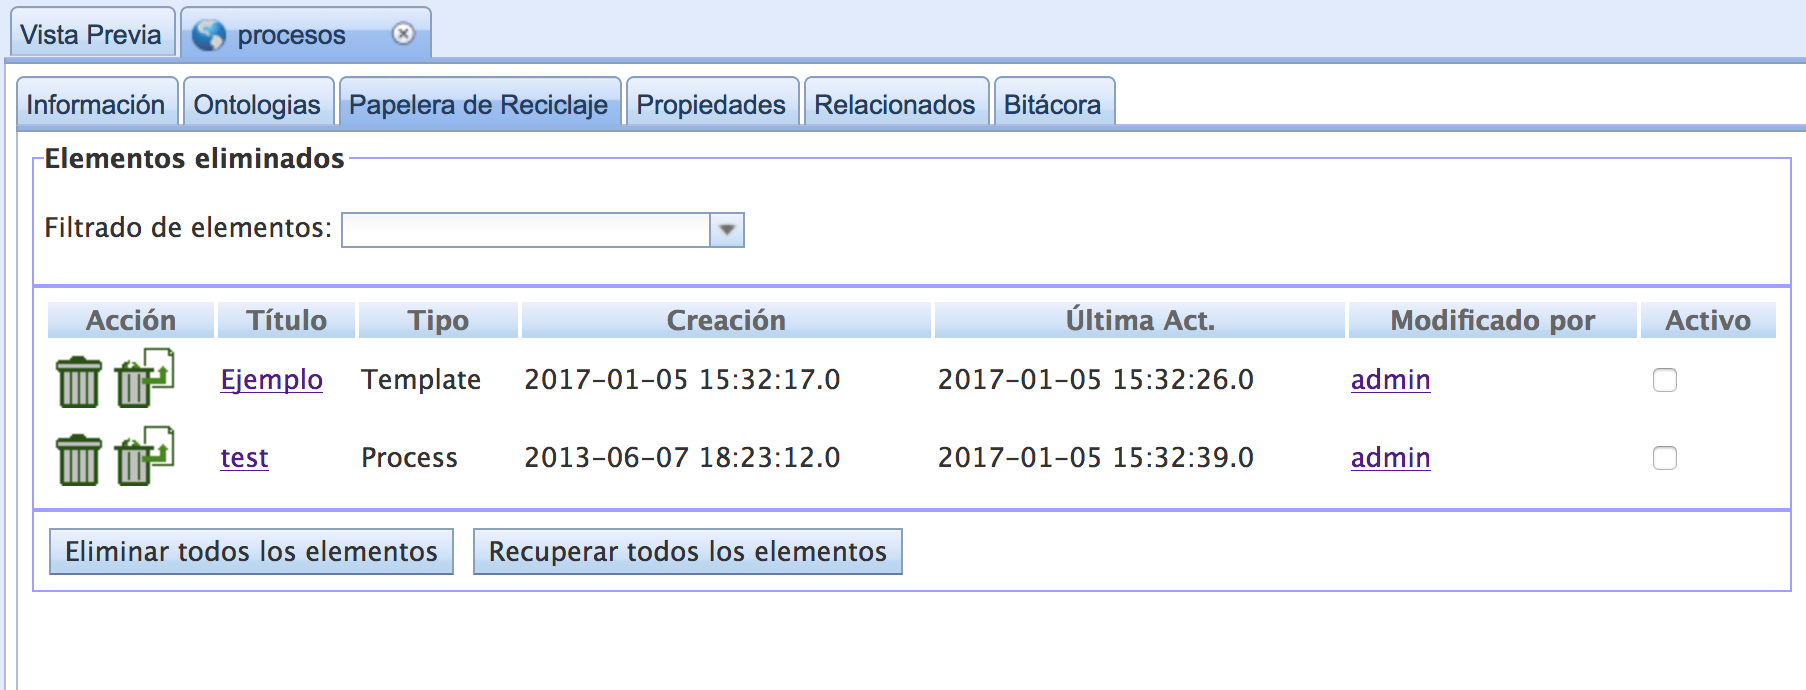 Vista Previa procesos
Información Ontologias Papelera de Reciclaje Propiedades Relacionados Bitácora
Elementos eliminados
Filtrado de elementos:
Acción Título Tipo Creación Última Act. Modificado por Activo
Ejemplo Template 2017-01-05 15:32:17.0 2017-01-05 15:32:26.0 admin
test Process 2013-06-07 18:23:12.0 2017-01-05 15:32:39.0 admin
Eliminar todos los elementos Recuperar todos los elementos